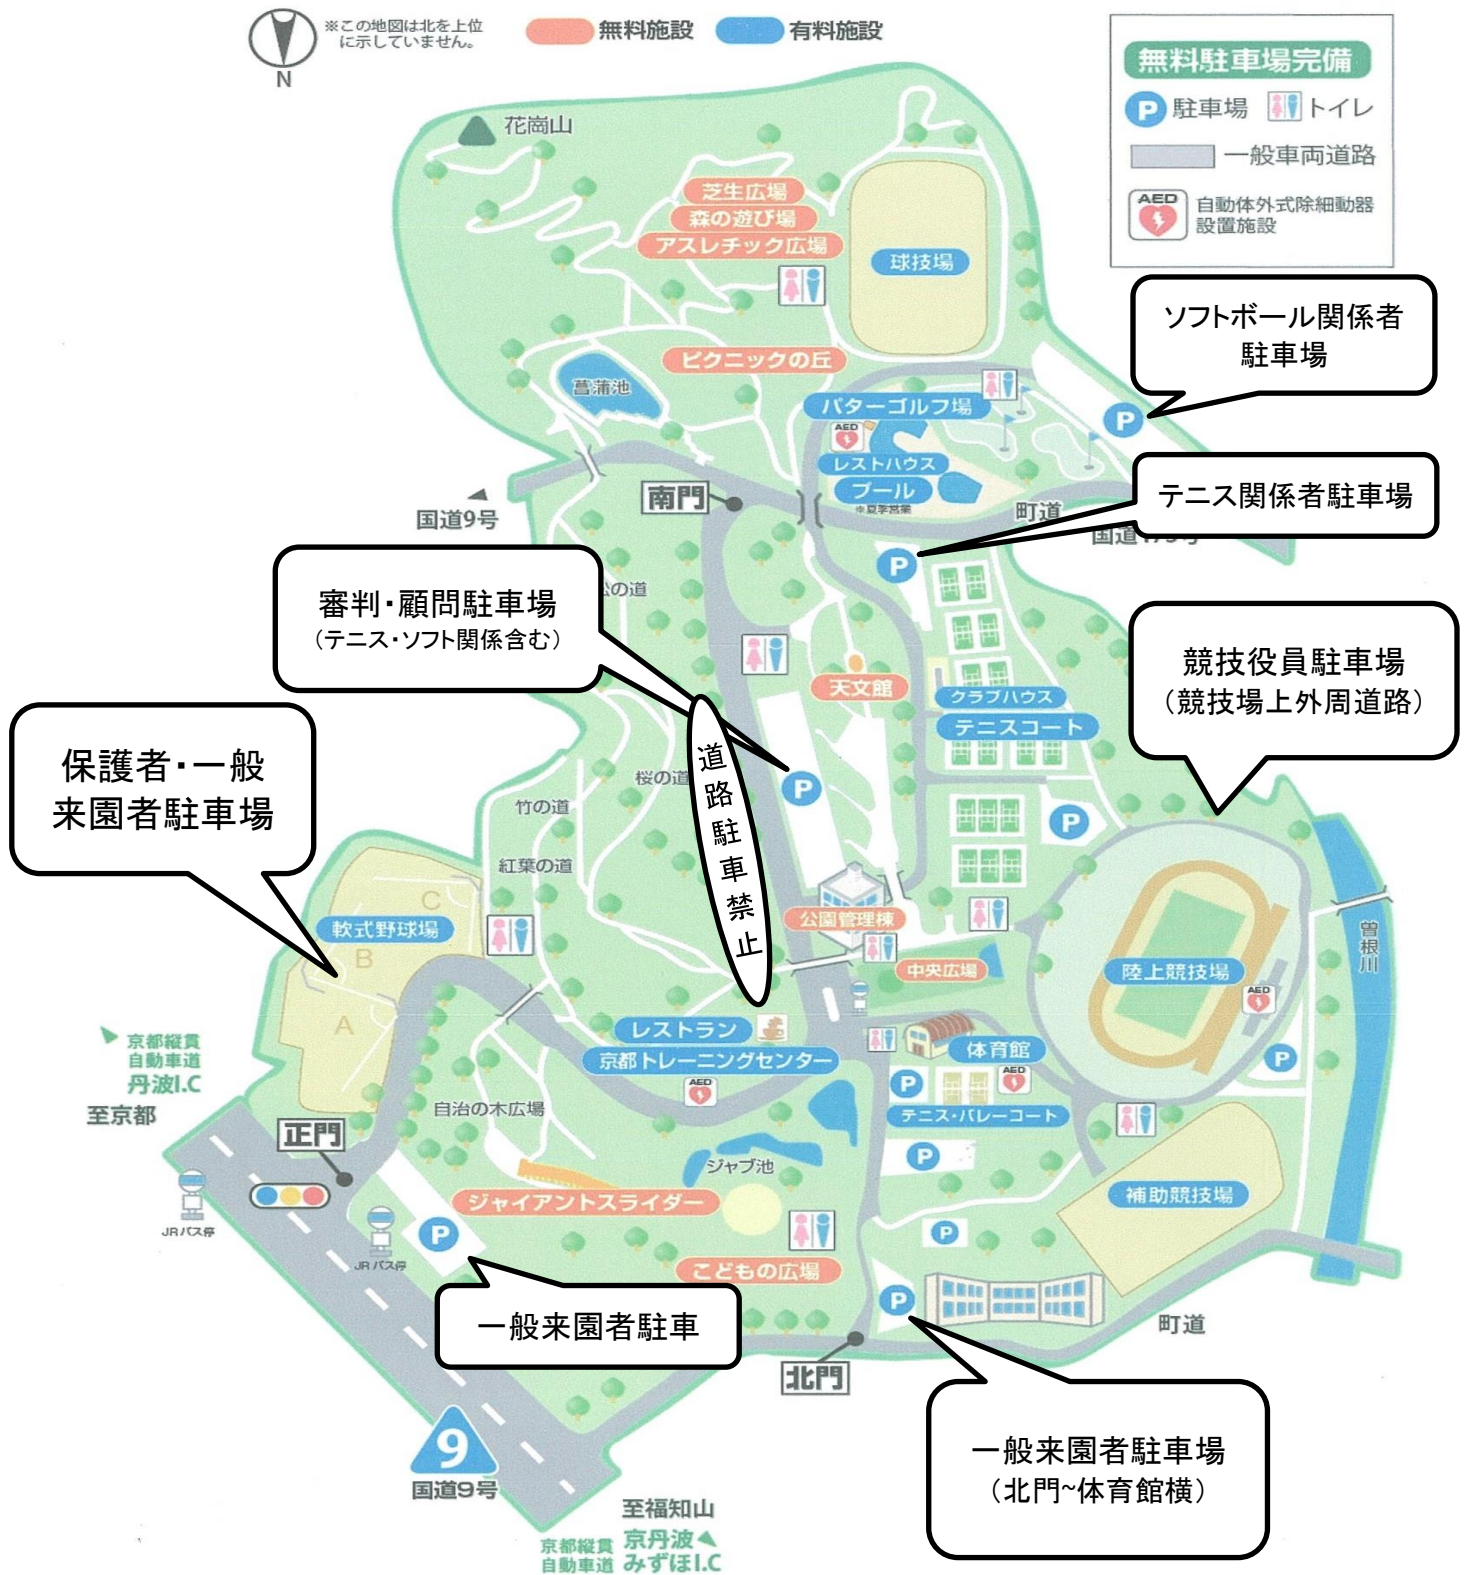 ※この地図は北を上位
に示していません。
N
無料施設
有料施設
無料駐車場完備
P 駐車場
トイレ
一般車両道路
AED
自動体外式除細動器
設置施設
花崗山
芝生広場
森の遊び場
アスレチック広場
球技場
ソフトボール関係者
駐車場
ピクニックの丘
菖蒲池
パターゴルフ場
AED
P
レストハウス
プール
※夏季営業
南門
国道9号
町道
テニス関係者駐車場
P
審判・顧問駐車場
(テニス・ソフト関係含む)
の道
天文館
クラブハウス
テニスコート
競技役員駐車場
(競技場上外周道路)
保護者・一般
来園者駐車場
道路駐車禁止
桜の道
竹の道
紅葉の道
P
P
C
軟式野球場
B
A
公園管理棟
中央広場
陸上競技場
AED
曽根川
レストラン
京都トレーニングセンター
AED
体育館
AED
P
P
テニス・バレーコート
京都縦貫
自動車道
丹波I.C
至京都
自治の木広場
正門
ジャブ池
P
補助競技場
ジャイアントスライダー
JRバス停
JRバス停
P
P
こどもの広場
P
町道
一般来園者駐車
北門
一般来園者駐車場
(北門~体育館横)
9
国道9号
至福知山
京都縦貫
自動車道
京丹波
みずほI.C